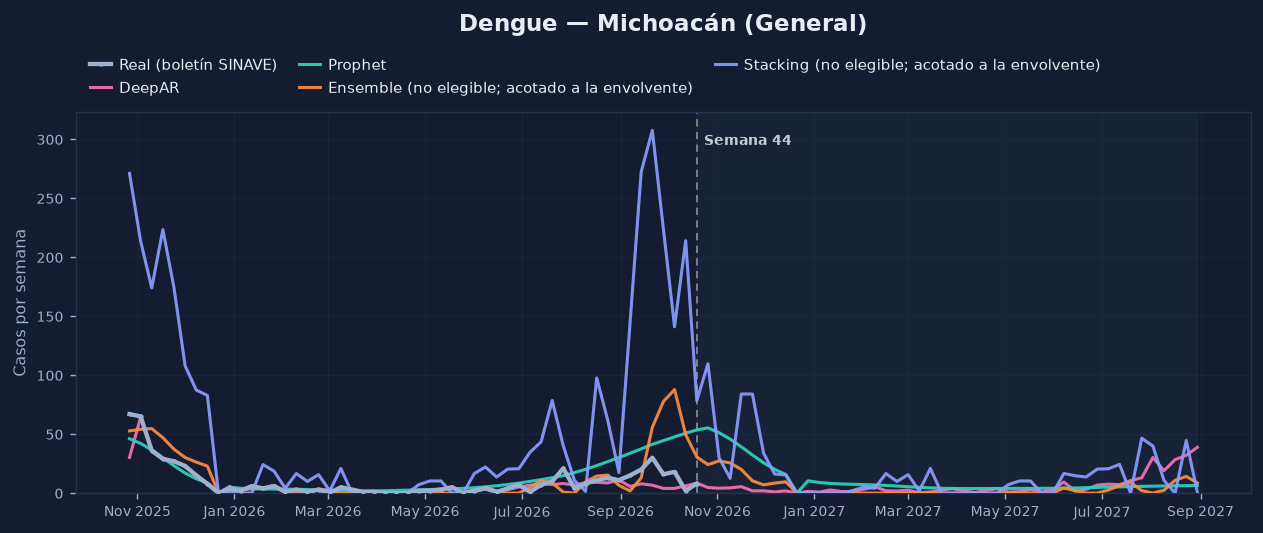 Dengue — Michoacán (General)
Real (boletín SINAVE)
Prophet
Stacking (no elegible; acotado a la envolvente)
DeepAR
Ensemble (no elegible; acotado a la envolvente)
Casos por semana
300
250
200
150
100
50
0
Semana 44
Nov 2025
Jan 2026
Mar 2026
May 2026
Jul 2026
Sep 2026
Nov 2026
Jan 2027
Mar 2027
May 2027
Jul 2027
Sep 2027